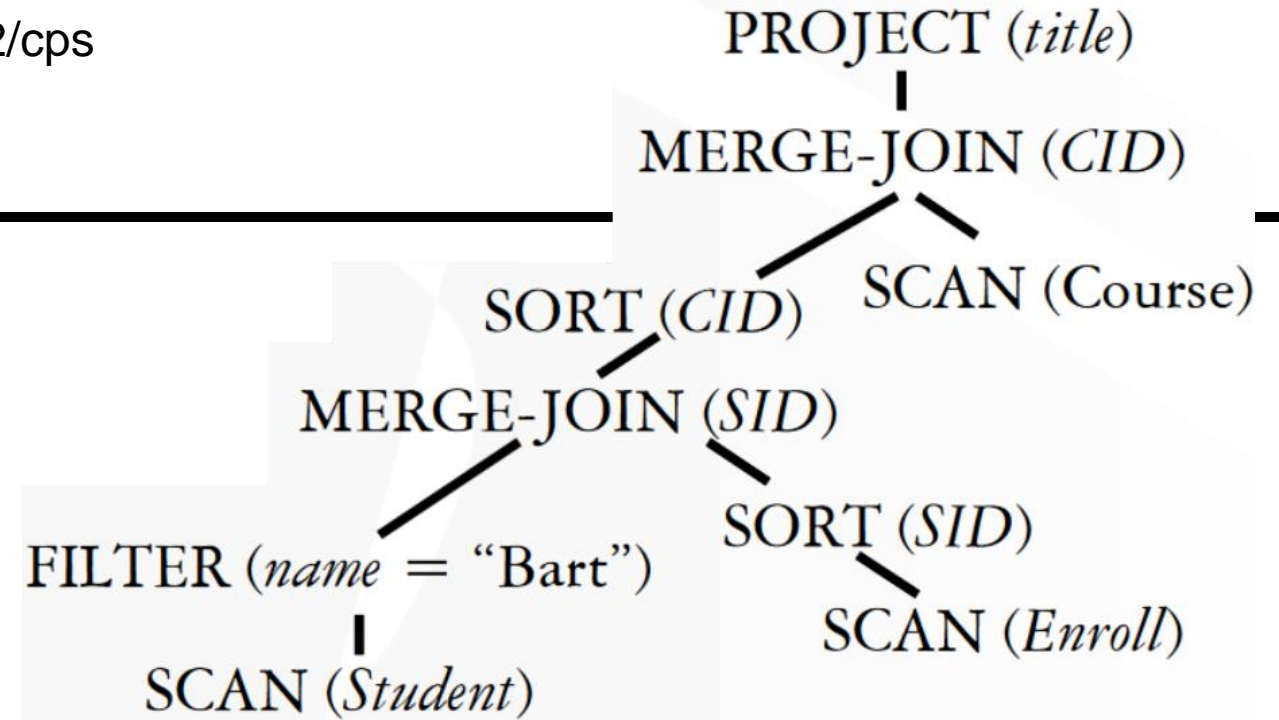 2/cps
PROJECT (title)
MERGE-JOIN (CID)
SORT (CID)
SCAN (Course)
MERGE-JOIN (SID)
FILTER (name = “Bart”)
SORT (SID)
SCAN (Enroll)
SCAN (Student)